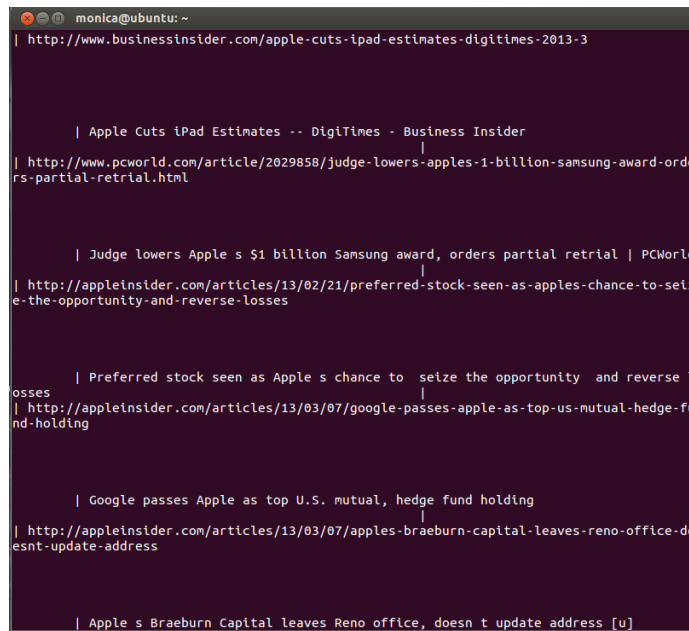 monica@ubuntu: ~
| http://www.businessinsider.com/apple-cuts-ipad-estimates-digitimes-2013-3
| Apple Cuts iPad Estimates -- DigiTimes - Business Insider
|
| http://www.pcworld.com/article/2029858/judge-lowers-apples-1-billion-samsung-award-orde
rs-partial-retrial.html
| Judge lowers Apple s $1 billion Samsung award, orders partial retrial | PCWorld
|
| http://appleinsider.com/articles/13/02/21/preferred-stock-seen-as-apples-chance-to-seiz
e-the-opportunity-and-reverse-losses
| Preferred stock seen as Apple s chance to  seize the opportunity  and reverse l
osses |
| http://appleinsider.com/articles/13/03/07/google-passes-apple-as-top-us-mutual-hedge-fu
nd-holding
| Google passes Apple as top U.S. mutual, hedge fund holding
|
| http://appleinsider.com/articles/13/03/07/apples-braeburn-capital-leaves-reno-office-do
esnt-update-address
| Apple s Braeburn Capital leaves Reno office, doesn t update address [u]